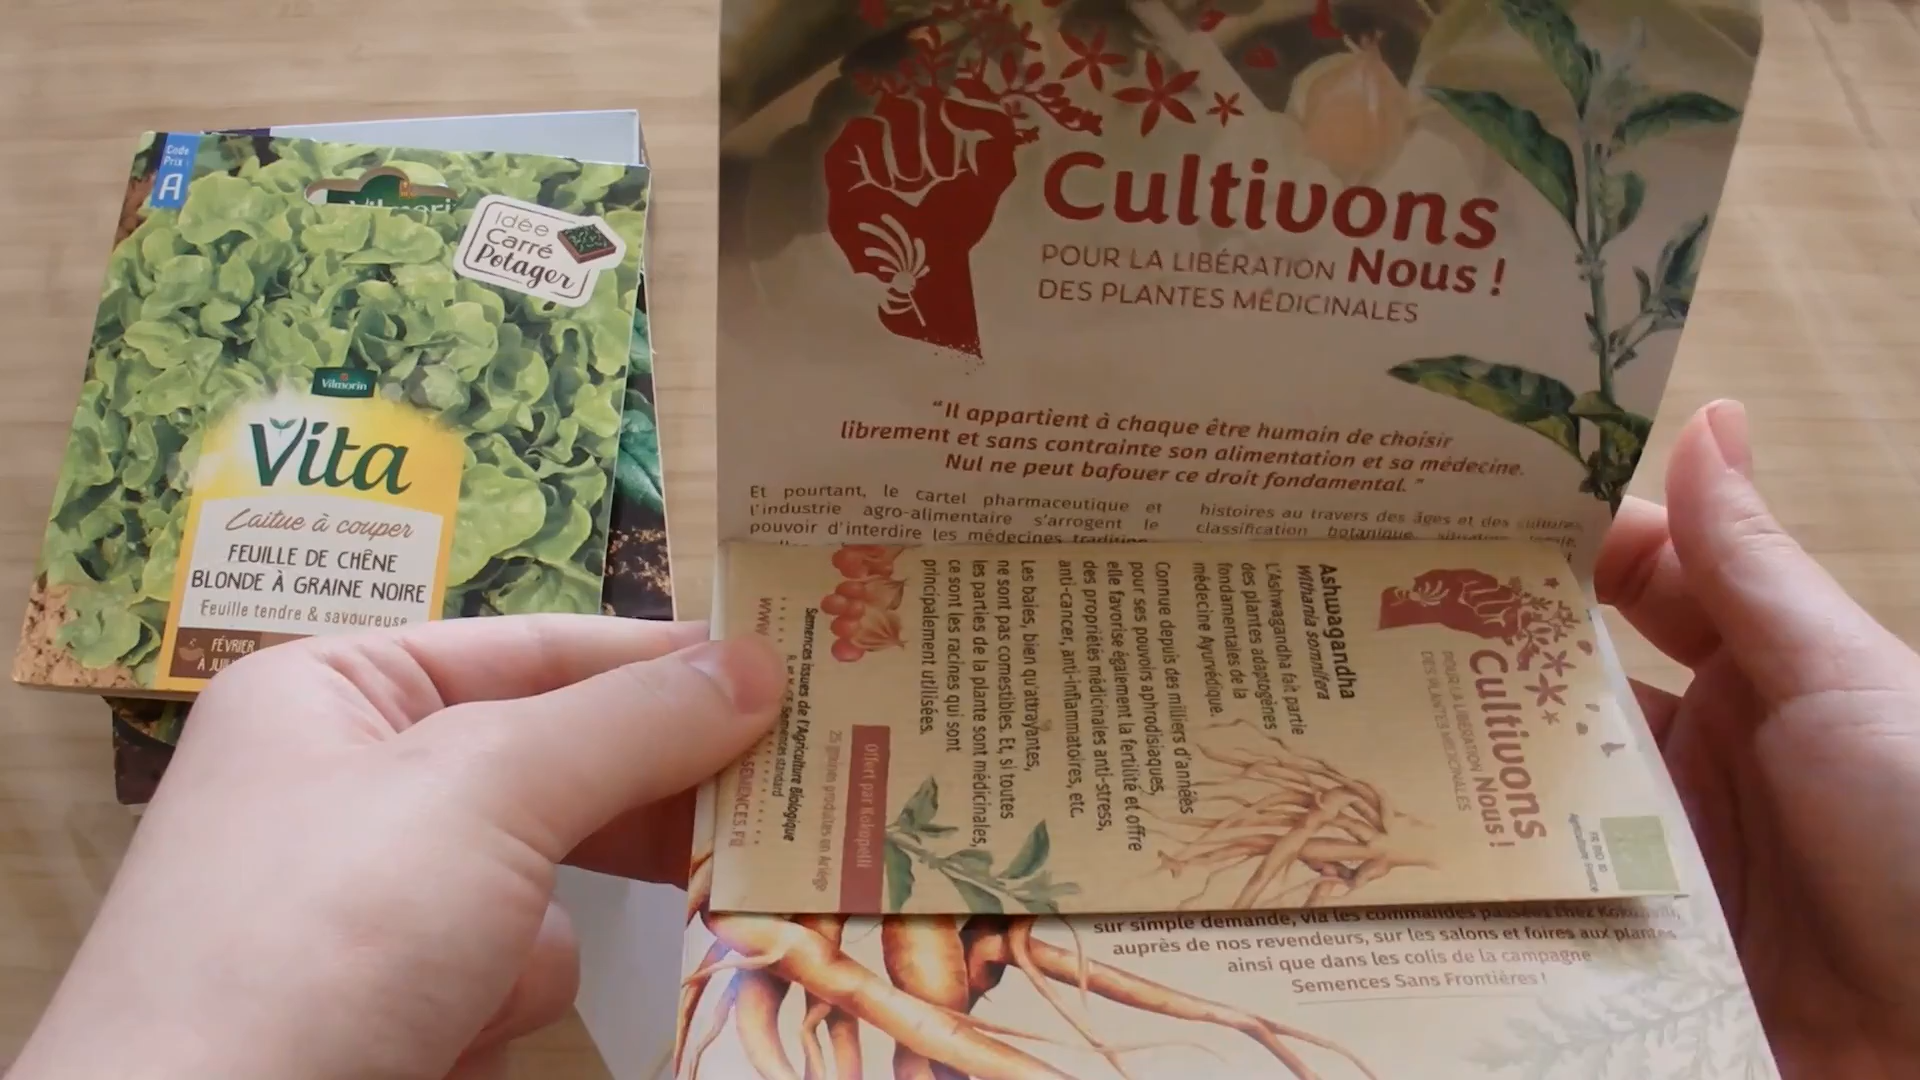 Code
Prix :
A
Vilmori
Idée
Carré
Potager
Vilmorin
Vita
Laitue à couper
FEUILLE DE CHÊNE
BLONDE À GRAINE NOIRE
Feuille tendre & savoureuse
FÉVRIER
Cultivons
POUR LA LIBÉRATION Nous !
DES PLANTES MÉDICINALES
“Il appartient à chaque être humain de choisir
librement et sans contrainte son alimentation et sa médecine.
Nul ne peut bafouer ce droit fondamental. ”
Et pourtant, le cartel pharmaceutique et
l’industrie agro-alimentaire s’arrogent le
pouvoir d’interdire les médecines
histoires au travers des âges et des cultures,
classification botanique,
Cultivons
POUR LA LIBÉRATION Nous !
DES PLANTES MÉDICINALES
FR BIO 10
Agriculture France
Ashwagandha
Withania somnifera
L’Ashwagandha fait partie
des plantes adaptogènes
fondamentales de la
médecine Ayurvédique.
Connue depuis des milliers d’années
pour ses pouvoirs aphrodisiaques,
elle favorise également la fertilité et offre
des propriétés médicinales anti-stress,
anti-cancer, anti-inflammatoires, etc.
Les baies, bien qu’attrayantes,
ne sont pas comestibles. Et, si toutes
les parties de la plante sont médicinales,
ce sont les racines qui sont
principalement utilisées.
Offert par Kokopelli
25 graines produites en Ariège
Semences issues de l’Agriculture Biologique
Semences standard
WWW
SEMENCES.FR
sur simple demande, via les commandes passées chez Kokopelli,
auprès de nos revendeurs, sur les salons et foires aux plantes
ainsi que dans les colis de la campagne
Semences Sans Frontières !